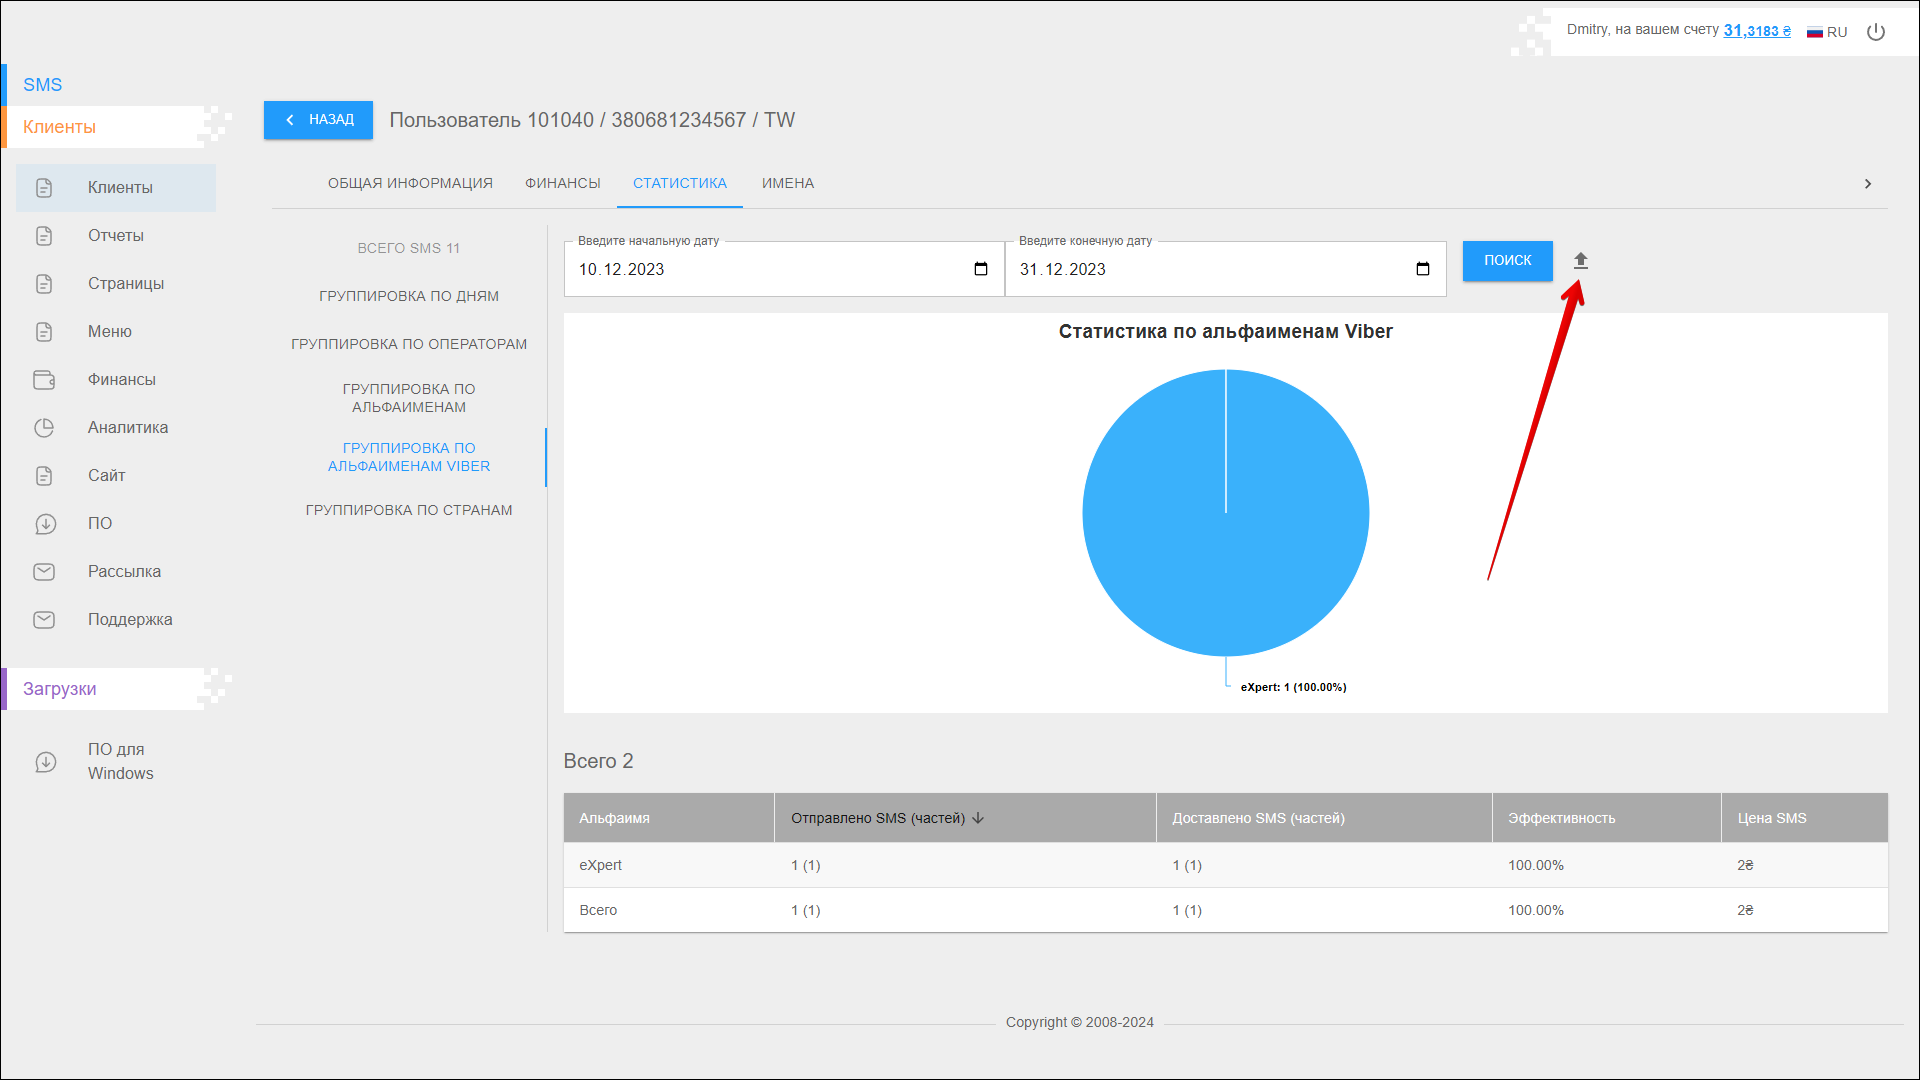 Dmitry, на вашем счету 31,3183 ₴ RU
SMS
Клиенты
Клиенты
Отчеты
Страницы
Меню
Финансы
Аналитика
Сайт
ПО
Рассылка
Поддержка
Загрузки
ПО для
Windows
НАЗАД
Пользователь 101040 / 380681234567 / TW
ОБЩАЯ ИНФОРМАЦИЯ ФИНАНСЫ СТАТИСТИКА ИМЕНА
ВСЕГО SMS 11
ГРУППИРОВКА ПО ДНЯМ
ГРУППИРОВКА ПО ОПЕРАТОРАМ
ГРУППИРОВКА ПО
АЛЬФАИМЕНАМ
ГРУППИРОВКА ПО
АЛЬФАИМЕНАМ VIBER
ГРУППИРОВКА ПО СТРАНАМ
Введите начальную дату
10.12.2023
Введите конечную дату
31.12.2023
ПОИСК
Статистика по альфаименам Viber
eXpert: 1 (100.00%)
Всего 2
Альфаимя Отправлено SMS (частей) Доставлено SMS (частей) Эффективность Цена SMS
eXpert 1 (1) 1 (1) 100.00% 2₴
Всего 1 (1) 1 (1) 100.00% 2₴
Copyright © 2008-2024